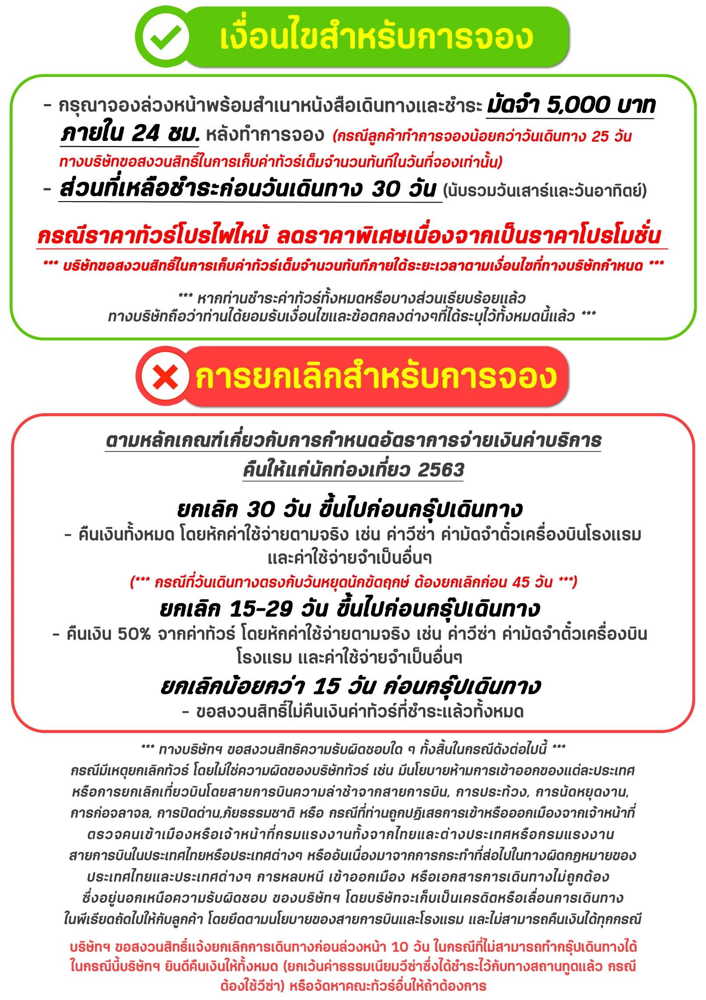 เงื่อนไขสำหรับการจอง
- กรุณาจองล่วงหน้าพร้อมสำเนาหนังสือเดินทางและชำระ มัดจำ 5,000 บาท
ภายใน 24 ชม. หลังทำการจอง (กรณีลูกค้าทำการจองน้อยกว่าวันเดินทาง 25 วัน
ทางบริษัทขอสงวนสิทธิ์ในการเก็บค่าทัวร์เต็มจำนวนทันทีในวันที่จองเท่านั้น)
- ส่วนที่เหลือชำระก่อนวันเดินทาง 30 วัน (นับรวมวันเสาร์และวันอาทิตย์)
กรณีราคาทัวร์โปรไฟไหม้ ลดราคาพิเศษเนื่องจากเป็นราคาโปรโมชั่น
*** บริษัทขอสงวนสิทธิ์ในการเก็บค่าทัวร์เต็มจำนวนทันทีภายใต้ระยะเวลาตามเงื่อนไขที่ทางบริษัทกำหนด ***
*** หากท่านชำระค่าทัวร์ทั้งหมดหรือบางส่วนเรียบร้อยแล้ว
ทางบริษัทถือว่าท่านได้ยอมรับเงื่อนไขและข้อตกลงต่างๆที่ได้ระบุไว้ทั้งหมดนี้แล้ว ***
การยกเลิกสำหรับการจอง
ตามหลักเกณฑ์เกี่ยวกับการกำหนดอัตราการจ่ายเงินค่าบริการ
คืนให้แก่นักท่องเที่ยว 2563
ยกเลิก 30 วัน ขึ้นไปก่อนกรุ๊ปเดินทาง
- คืนเงินทั้งหมด โดยหักค่าใช้จ่ายตามจริง เช่น ค่าวีซ่า ค่ามัดจำตั๋วเครื่องบินโรงแรม
และค่าใช้จ่ายจำเป็นอื่นๆ
(*** กรณีที่วันเดินทางตรงกับวันหยุดนักขัตฤกษ์ ต้องยกเลิกก่อน 45 วัน ***)
ยกเลิก 15-29 วัน ขึ้นไปก่อนกรุ๊ปเดินทาง
- คืนเงิน 50% จากค่าทัวร์ โดยหักค่าใช้จ่ายตามจริง เช่น ค่าวีซ่า ค่ามัดจำตั๋วเครื่องบิน
โรงแรม และค่าใช้จ่ายจำเป็นอื่นๆ
ยกเลิกน้อยกว่า 15 วัน ก่อนกรุ๊ปเดินทาง
- ขอสงวนสิทธิ์ไม่คืนเงินค่าทัวร์ที่ชำระแล้วทั้งหมด
*** ทางบริษัทฯ ขอสงวนสิทธิความรับผิดชอบใด ๆ ทั้งสิ้นในกรณีดังต่อไปนี้ ***
กรณีมีเหตุยกเลิกทัวร์ โดยไม่ใช่ความผิดของบริษัททัวร์ เช่น มีนโยบายห้ามการเข้าออกของแต่ละประเทศ
หรือการยกเลิกเที่ยวบินโดยสายการบินความล่าช้าจากสายการบิน, การประท้วง, การนัดหยุดงาน,
การก่อจลาจล, การปิดด่าน,ภัยธรรมชาติ หรือ กรณีที่ท่านถูกปฏิเสธการเข้าหรือออกเมืองจากเจ้าหน้าที่
ตรวจคนเข้าเมืองหรือเจ้าหน้าที่กรมแรงงานทั้งจากไทยและต่างประเทศหรือกรมแรงงาน
สายการบินในประเทศไทยหรือประเทศต่างๆ หรืออันเนื่องมาจากการกระทำที่ส่อไปในทางผิดกฎหมายของ
ประเทศไทยและประเทศต่างๆ การหลบหนี เข้าออกเมือง หรือเอกสารการเดินทางไม่ถูกต้อง
ซึ่งอยู่นอกเหนือความรับผิดชอบ ของบริษัทฯ โดยบริษัทจะเก็บเป็นเครดิตหรือเลื่อนการเดินทาง
ในพีเรียดถัดไปให้กับลูกค้า โดยยึดตามนโยบายของสายการบินและโรงแรม และไม่สามารถคืนเงินได้ทุกกรณี
บริษัทฯ ขอสงวนสิทธิ์แจ้งยกเลิกการเดินทางก่อนล่วงหน้า 10 วัน ในกรณีที่ไม่สามารถทำกรุ๊ปเดินทางได้
ในกรณีนี้บริษัทฯ ยินดีคืนเงินให้ทั้งหมด (ยกเว้นค่าธรรมเนียมวีซ่าซึ่งได้ชำระไว้กับทางสถานทูตแล้ว กรณี
ต้องใช้วีซ่า) หรือจัดหาคณะทัวร์อื่นให้ถ้าต้องการ